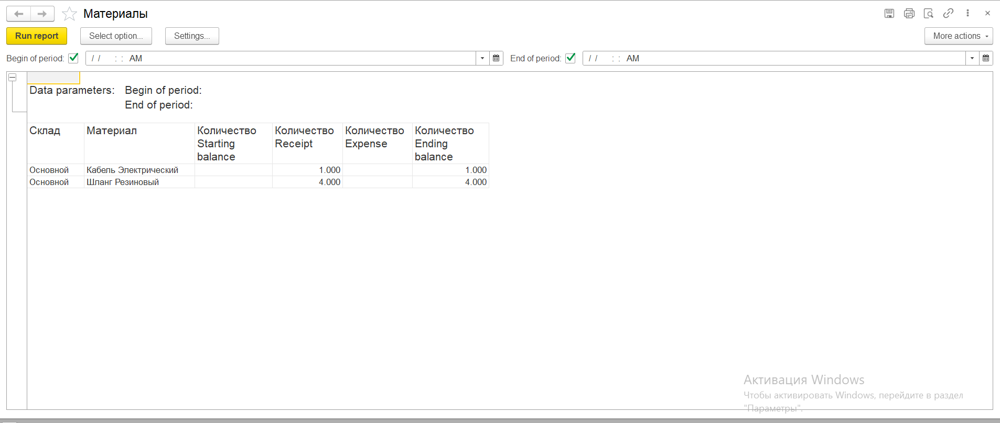 Материалы
Run report Select option... Settings... More actions
Begin of period: / / : : AM End of period: / / : : AM
Data parameters: Begin of period:
End of period:
Склад Материал Количество Starting balance Количество Receipt Количество Expense Количество Ending balance
Основной Кабель Электрический 1.000 1.000
Основной Шланг Резиновый 4.000 4.000
Активация Windows
Чтобы активировать Windows, перейдите в раздел
"Параметры".